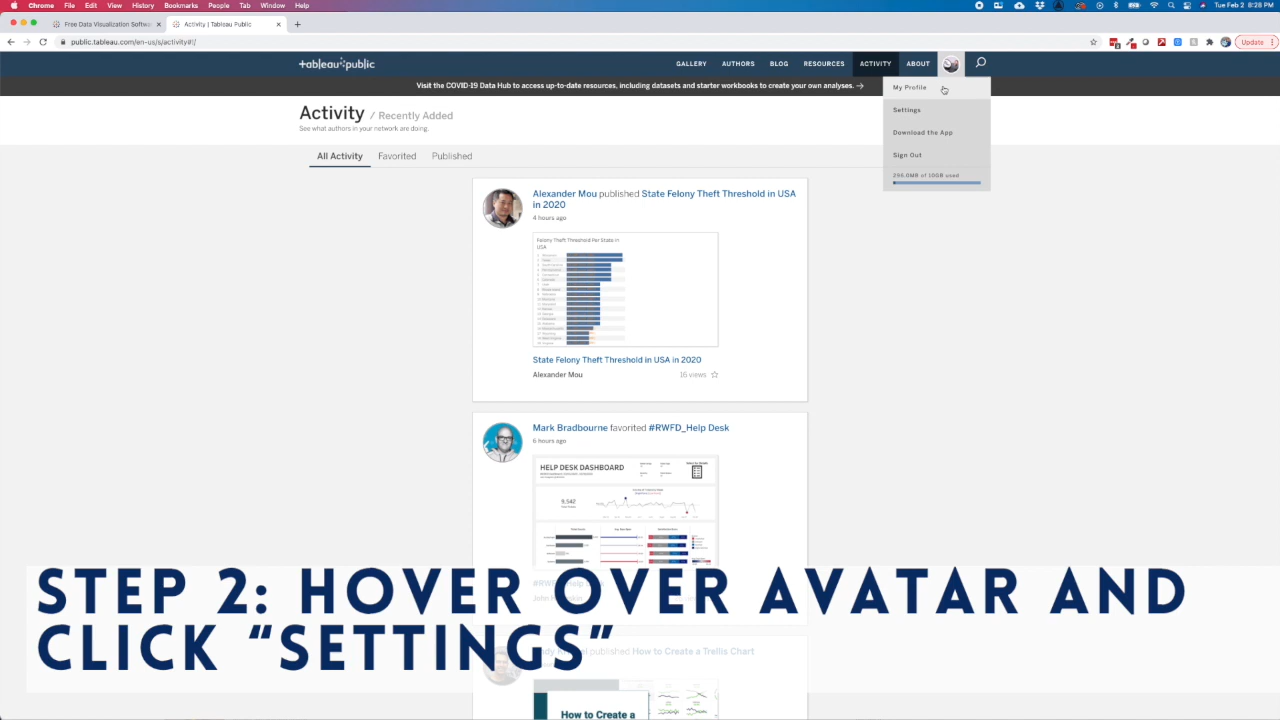 Chrome File Edit View History Bookmarks People Tab Window Help
Tue Feb 2 8:28 PM
Free Data Visualization Softwa
Activity | Tableau Public
public.tableau.com/en-us/s/activity#!/
Update
+ableau:public
GALLERY AUTHORS BLOG RESOURCES ACTIVITY ABOUT
Visit the COVID-19 Data Hub to access up-to-date resources, including datasets and starter workbooks to create your own analyses. →
My Profile
Settings
Download the App
Sign Out
295.0MB of 10GB used
Activity / Recently Added
See what authors in your network are doing.
All Activity Favorited Published
Alexander Mou published State Felony Theft Threshold in USA
in 2020
4 hours ago
Felony Theft Threshold Per State in
USA
State Felony Theft Threshold in USA in 2020
Alexander Mou 16 views
Mark Bradbourne favorited #RWFD_Help Desk
6 hours ago
HELP DESK DASHBOARD
9,542
STEP 2: HOVER OVER AVATAR AND
CLICK “SETTINGS”
published How to Create a Trellis Chart
How to Create a